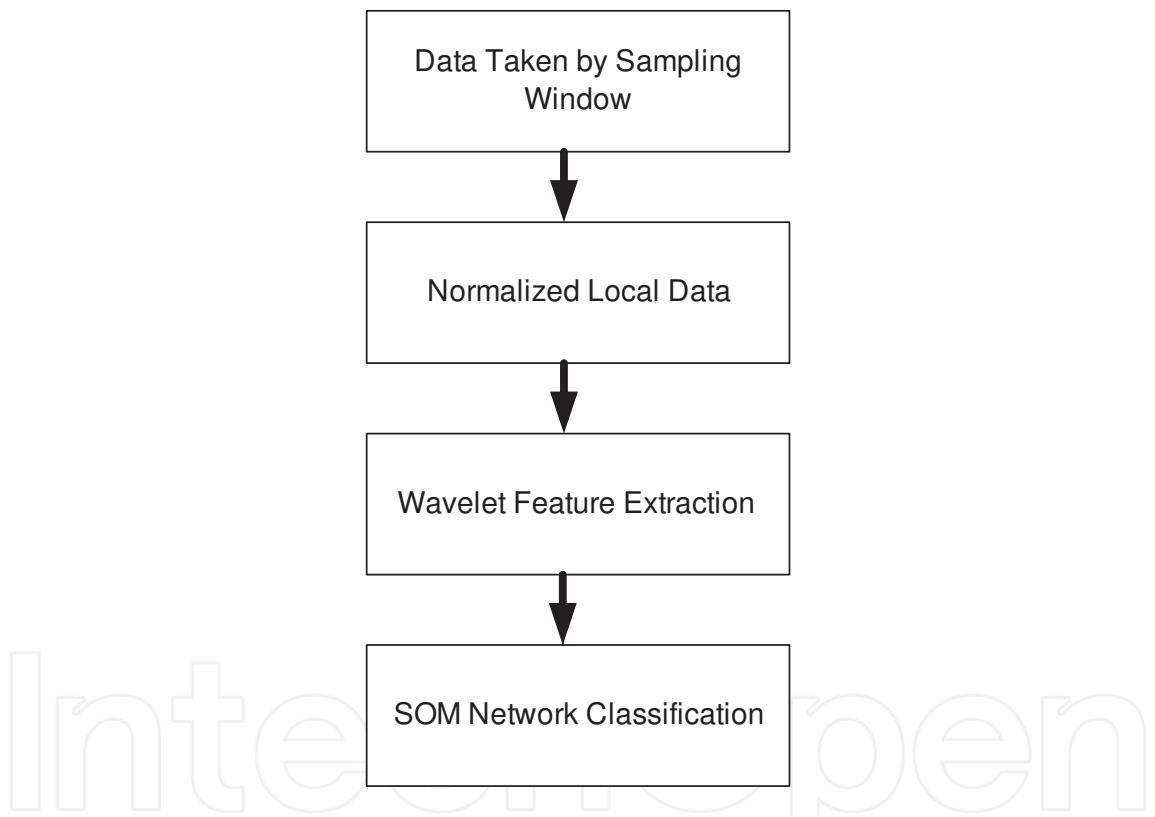 Data Taken by Sampling
Window
Normalized Local Data
Wavelet Feature Extraction
SOM Network Classification
IntechOpen